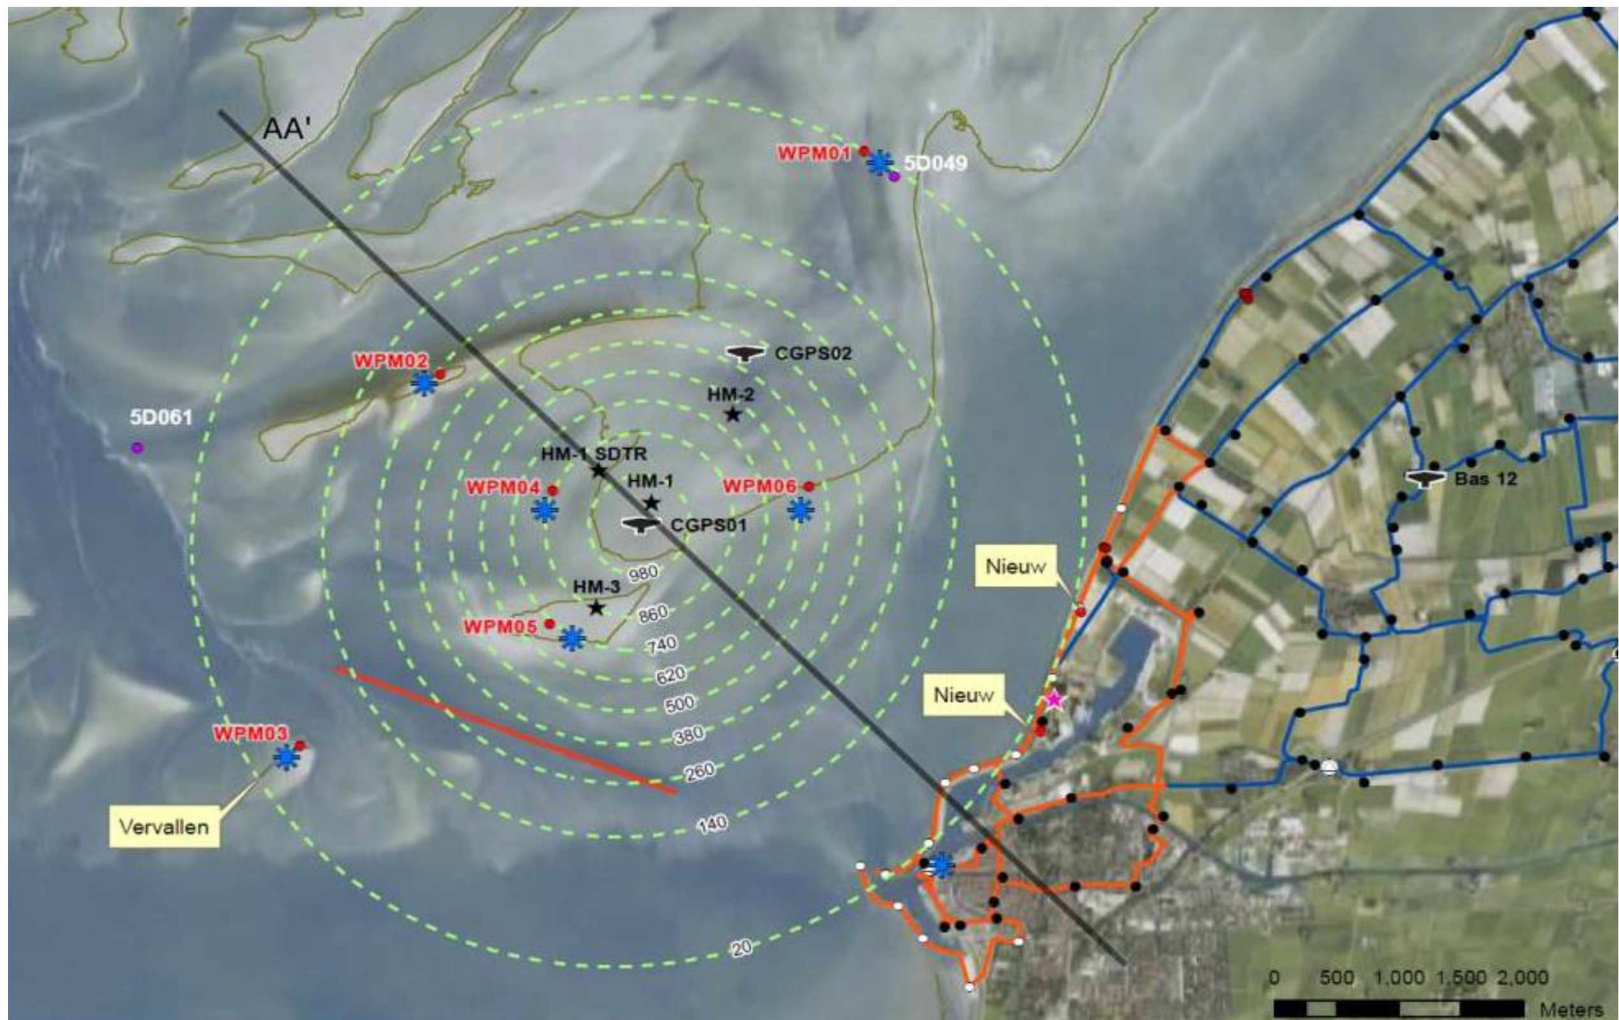 AA'
WPM01
5D049
CGPS02
WPM02
HM-2
5D061
HM-1 SDTR
WPM04
HM-1
WPM06
Bas 12
CGPS01
Nieuw
980
HM-3
860
WPM05
740
620
Nieuw
500
WPM03
380
260
Vervallen
140
20
0 500 1,000 1,500 2,000
Meters